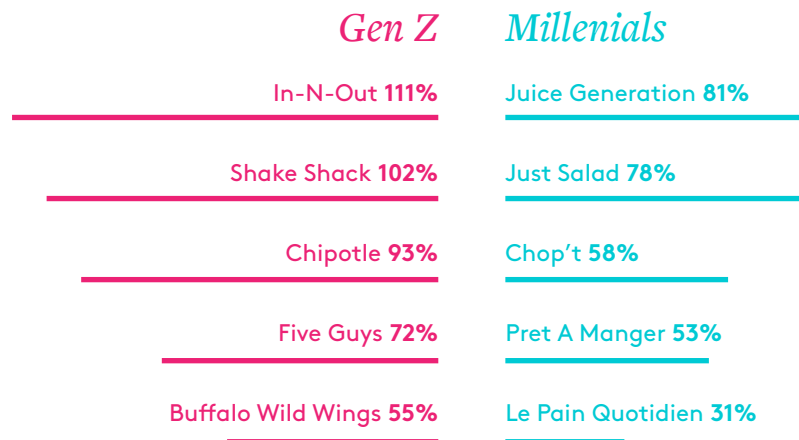 Gen Z Millenials
In-N-Out 111% Juice Generation 81%
Shake Shack 102% Just Salad 78%
Chipotle 93% Chop’t 58%
Five Guys 72% Pret A Manger 53%
Buffalo Wild Wings 55% Le Pain Quotidien 31%